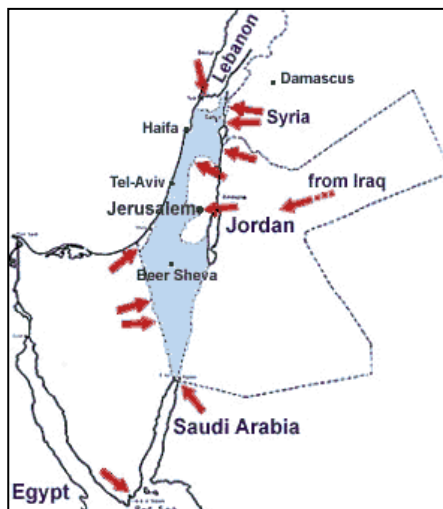 Lebanon
Damascus
Syria
Haifa
Tel-Aviv
from Iraq
Jerusalem
Jordan
Beer Sheva
Saudi Arabia
Egypt